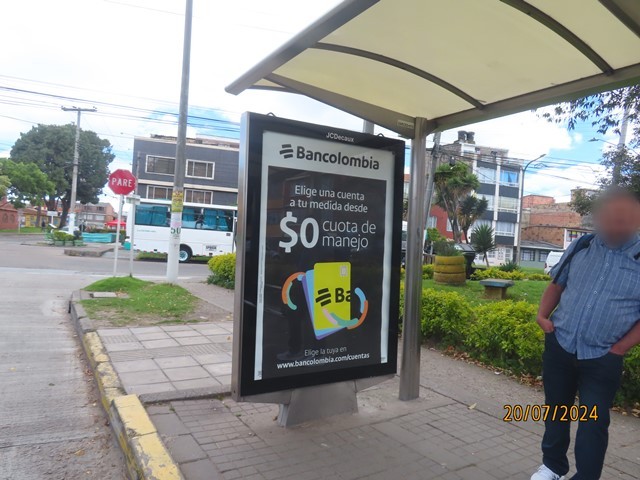 JCDecaux
Bancolombia
Elige una cuenta
a tu medida desde
$0 cuota de
manejo
Ba
Elige la tuya en
www.bancolombia.com/cuentas
PARE
20/07/2024